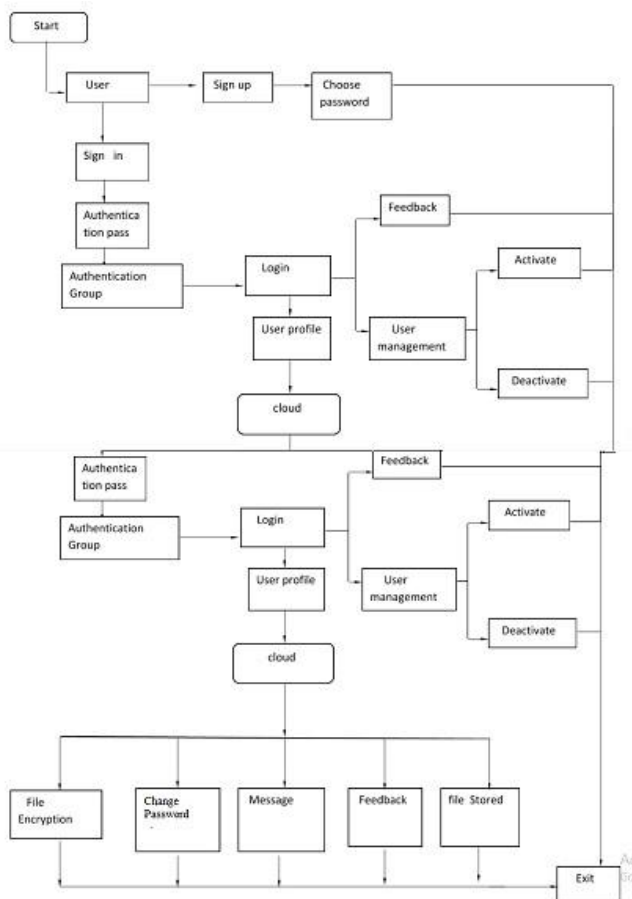 Start
User
Sign up
Choose
password
Sign in
Authentica
tion pass
Feedback
Authentication
Group
Login
Activate
User profile
User
management
Deactivate
cloud
Authentica
tion pass
Feedback
Authentication
Group
Login
Activate
User profile
User
management
Deactivate
cloud
File
Encryption
Change
Password
Message
Feedback
file Stored
Exit